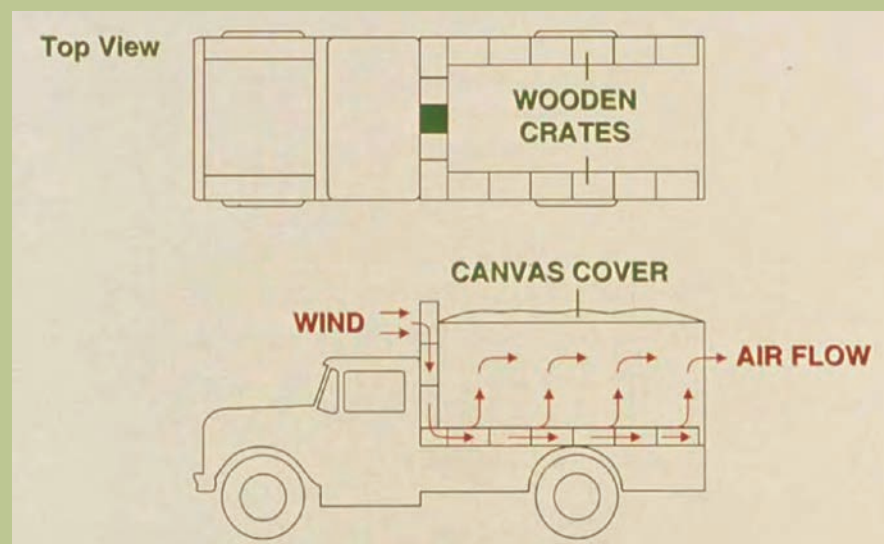 Top View
WOODEN
CRATES
CANVAS COVER
WIND
AIR FLOW